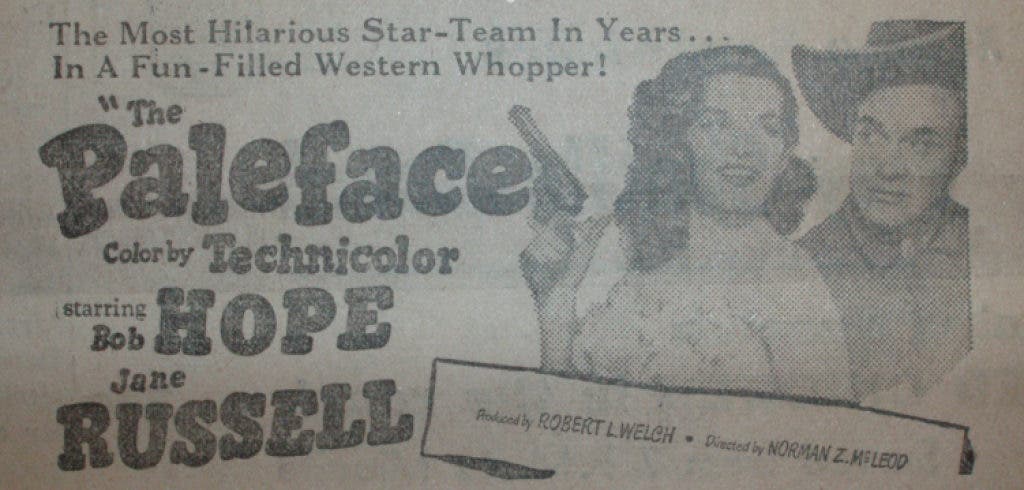 The Most Hilarious Star-Team In Years...
In A Fun-Filled Western Whopper!
"The
Paleface
Color by Technicolor
starring
Bob HOPE
Jane
RUSSELL
Produced by ROBERT L. WELCH • Directed by NORMAN Z. McLEOD